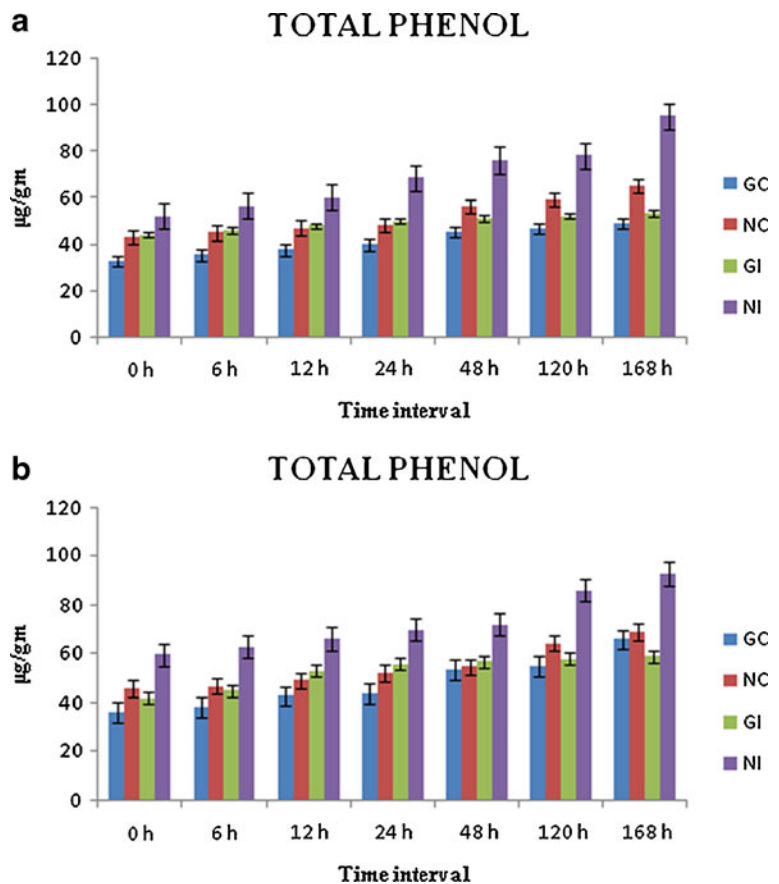 a
TOTAL PHENOL
120
100
80
60
40
20
0
µg/gm
0 h 6 h 12 h 24 h 48 h 120 h 168 h
Time interval
GC
NC
GI
NI
b
TOTAL PHENOL
120
100
80
60
40
20
0
µg/gm
0 h 6 h 12 h 24 h 48 h 120 h 168 h
Time interval
GC
NC
GI
NI